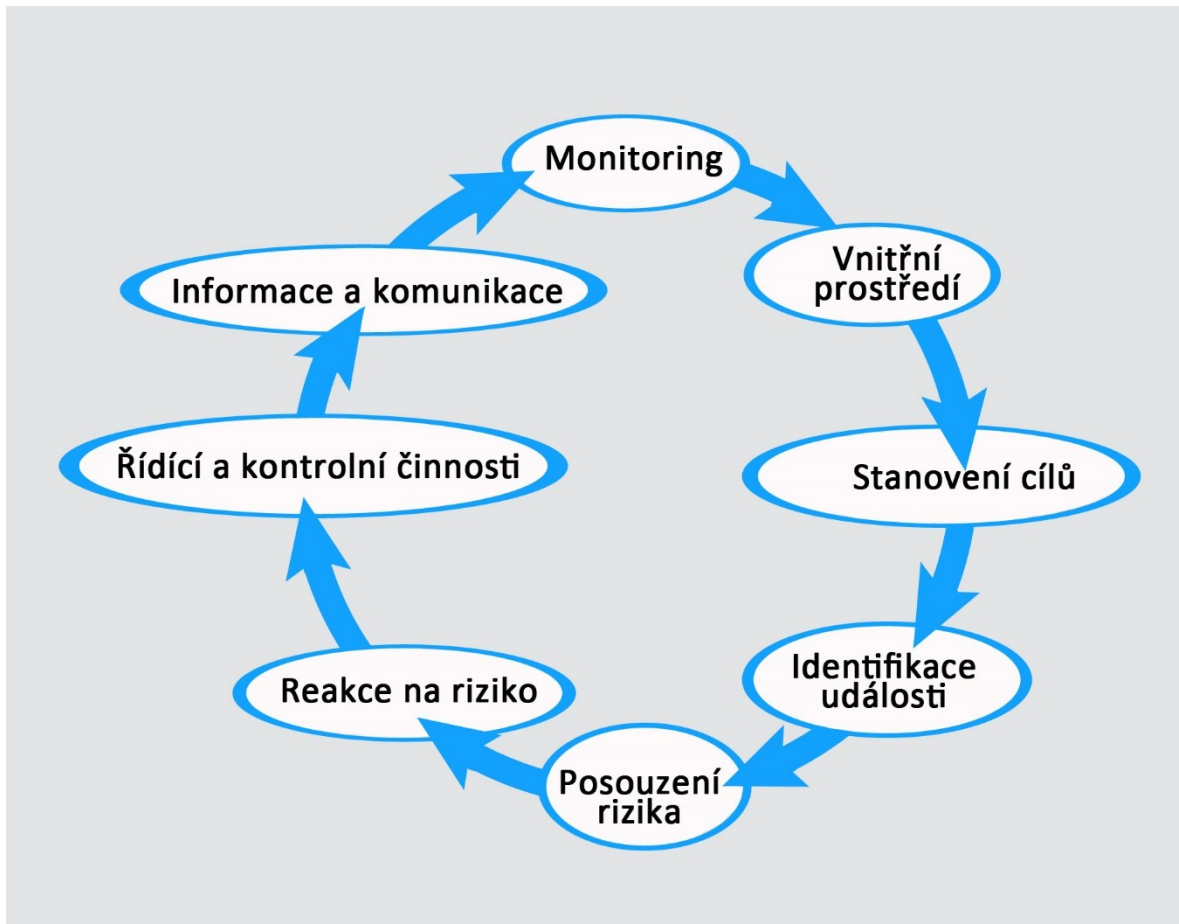 Monitoring
Vnitřní
prostředí
Stanovení cílů
Identifikace
události
Posouzení
rizika
Reakce na riziko
Řídící a kontrolní činnosti
Informace a komunikace